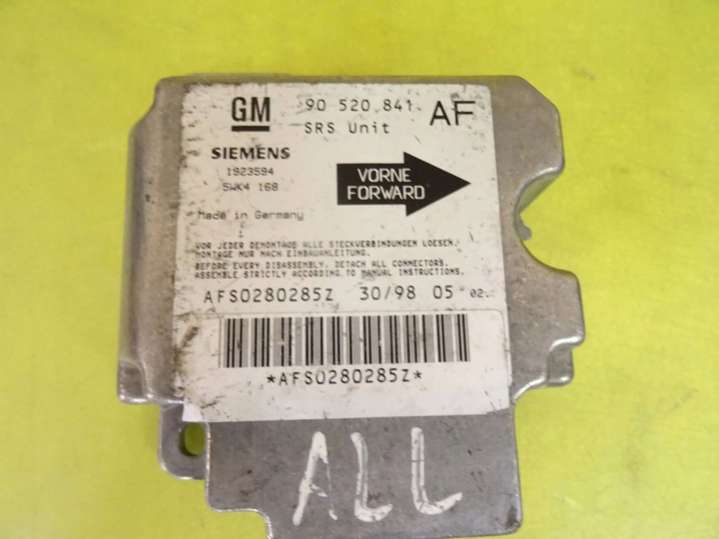 GM 90 520 841 AF
SRS Unit
SIEMENS
1923594
5WK4 168
VORNE
FORWARD
Made in Germany
1
VOR JEDER DEMONTAGE ALLE STECKVERBINDUNGEN LOESEN.
MONTAGE NUR NACH EINBAUANLEITUNG.
BEFORE EVERY DISASSEMBLY, DETACH ALL CONNECTORS.
ASSEMBLE STRICTLY ACCORDING TO MANUAL INSTRUCTIONS.
AFS0280285Z 30/98 05 02.
*AFS0280285Z*
ALL